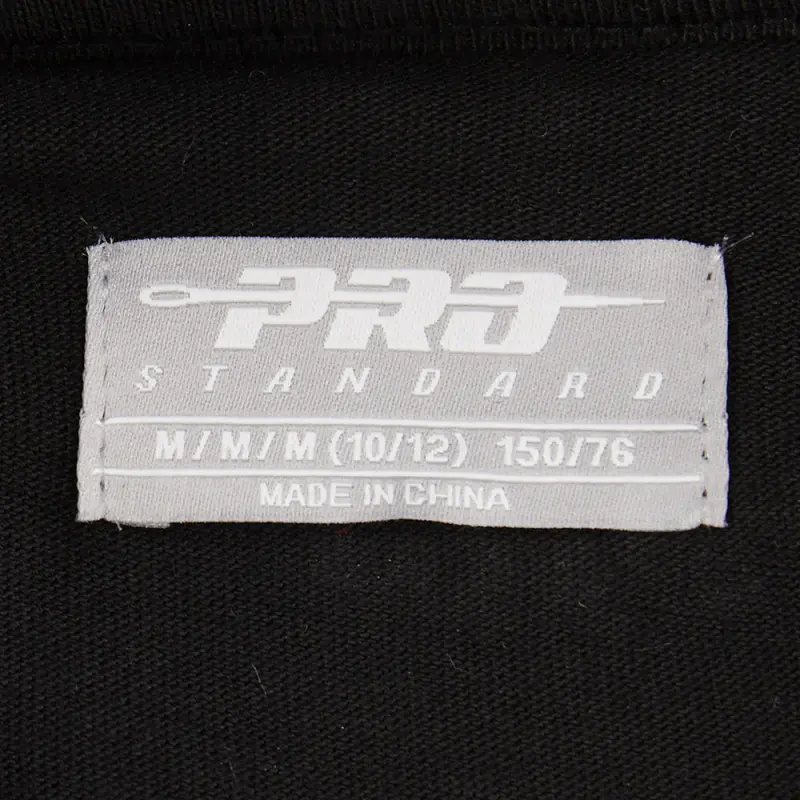 PRO
STANDARD
M/M/M (10/12) 150/76
MADE IN CHINA